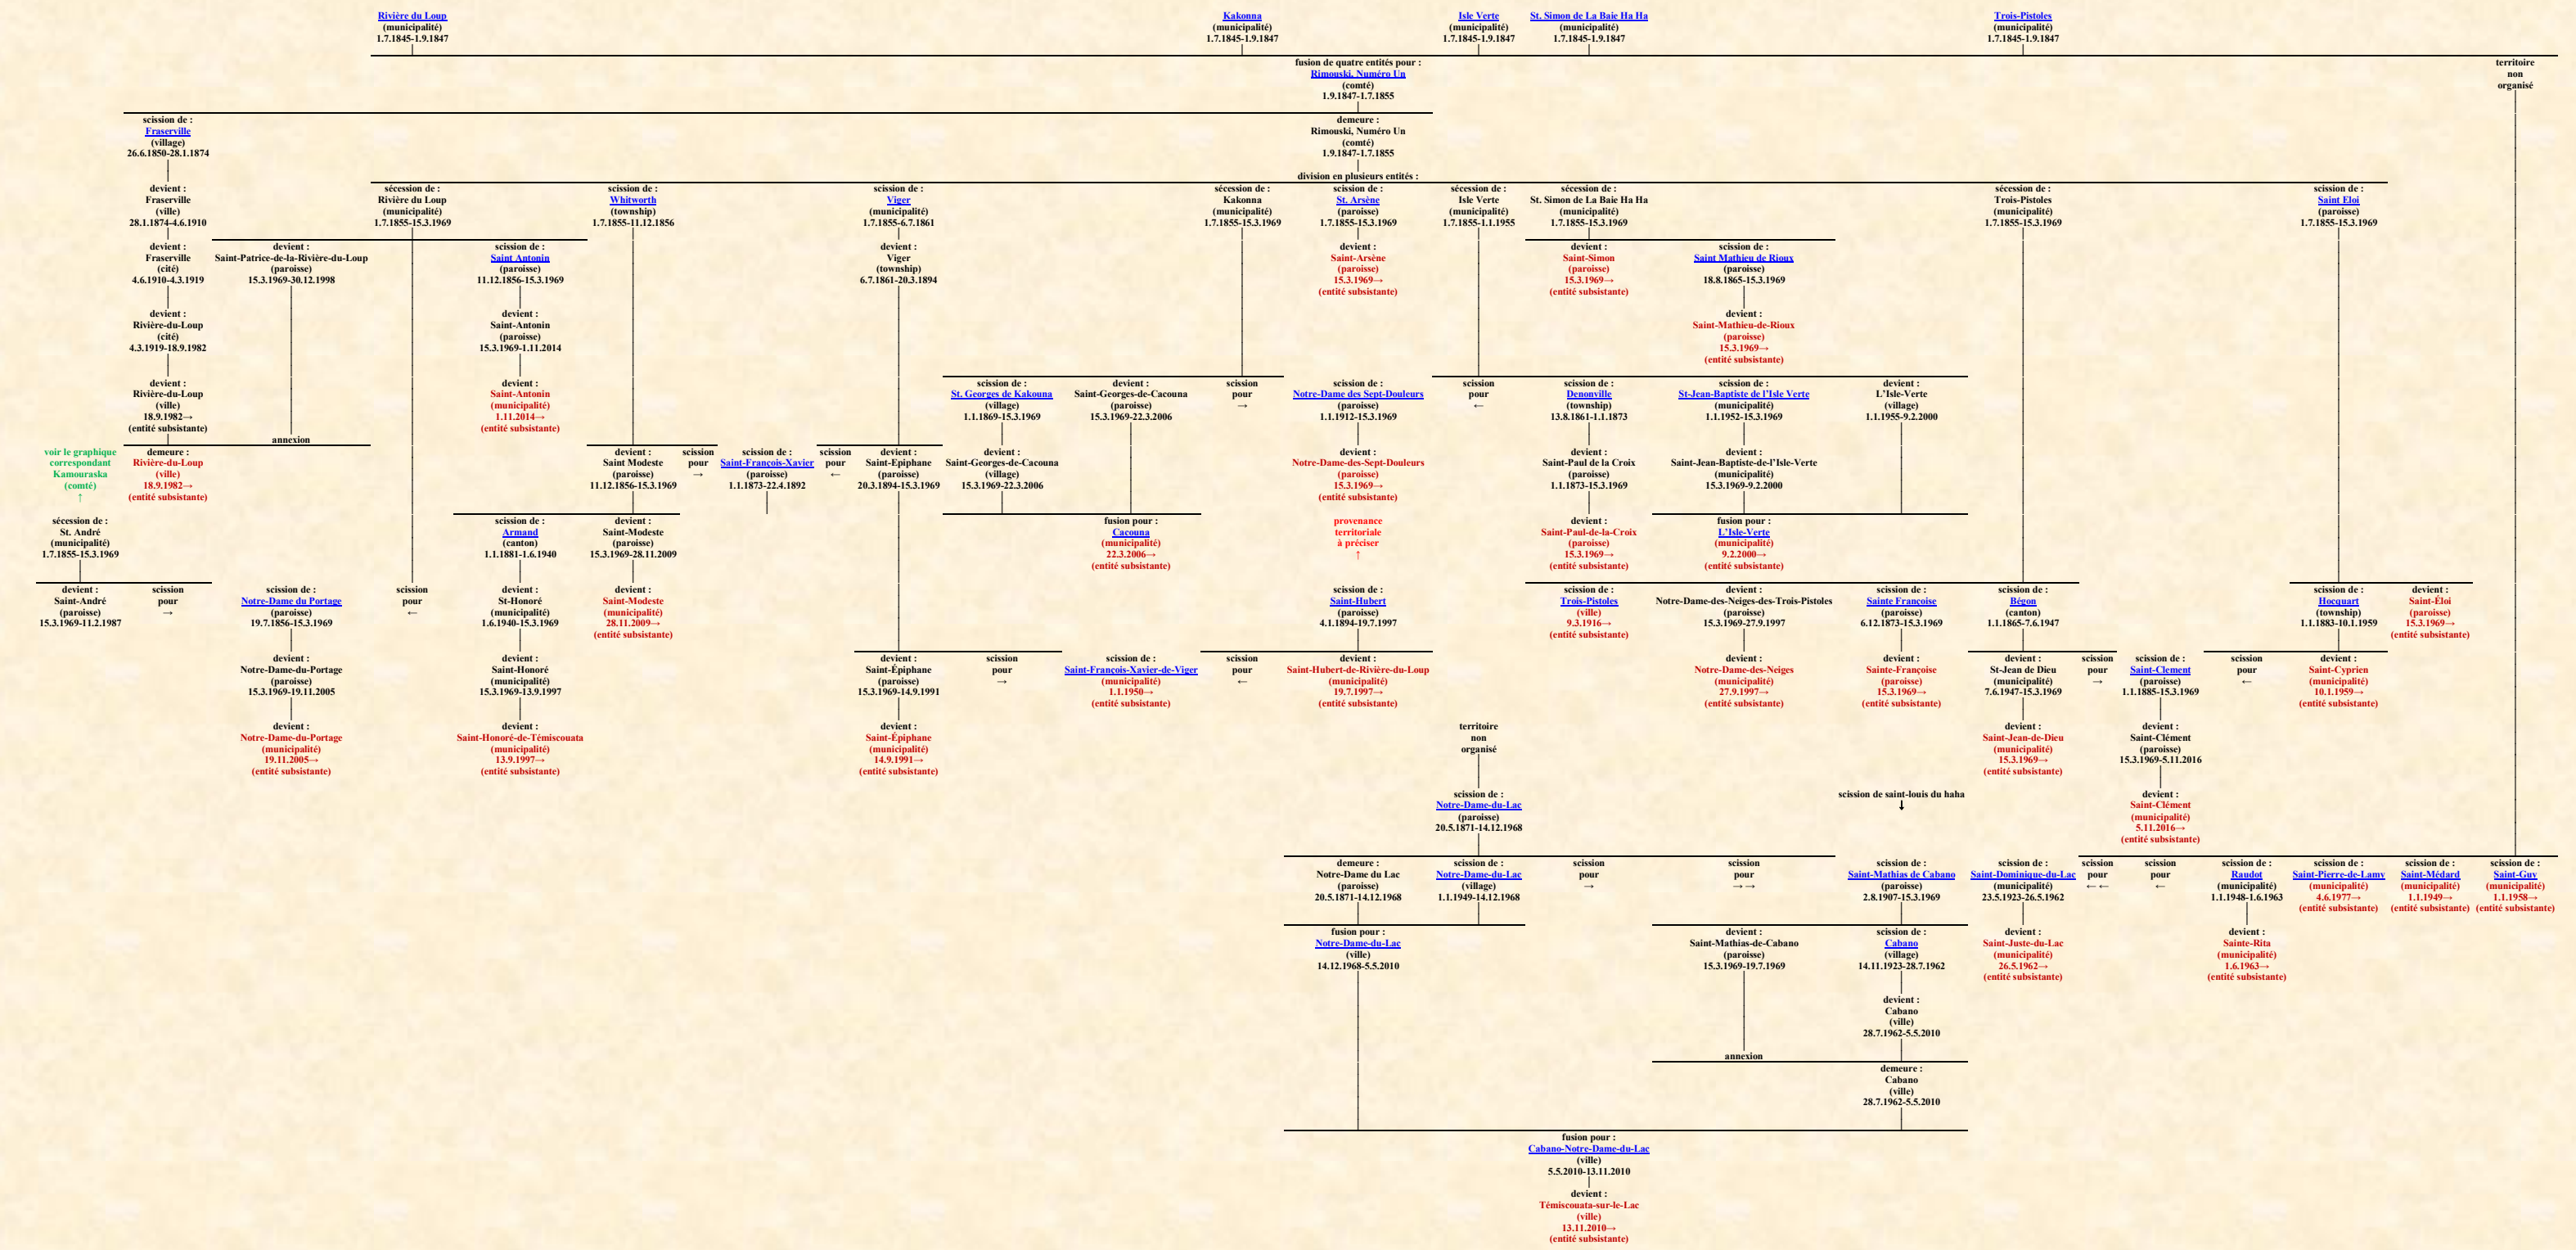 Rivière du Loup
(municipalité)
1.7.1845-1.9.1847
Kakonna
(municipalité)
1.7.1845-1.9.1847
Isle Verte
(municipalité)
1.7.1845-1.9.1847
St. Simon de La Baie Ha Ha
(municipalité)
1.7.1845-1.9.1847
Trois-Pistoles
(municipalité)
1.7.1845-1.9.1847
fusion de quatre entités pour :
Rimouski, Numéro Un
(comté)
1.9.1847-1.7.1855
territoire
non
organisé
scission de :
Fraserville
(village)
26.6.1850-28.1.1874
demeure :
Rimouski, Numéro Un
(comté)
1.9.1847-1.7.1855
division en plusieurs entités :
devient :
Fraserville
(ville)
28.1.1874-4.6.1910
sécession de :
Rivière du Loup
(municipalité)
1.7.1855-15.3.1969
scission de :
Whitworth
(township)
1.7.1855-11.12.1856
scission de :
Viger
(municipalité)
1.7.1855-6.7.1861
sécession de :
Kakonna
(municipalité)
1.7.1855-15.3.1969
scission de :
St. Arsène
(paroisse)
1.7.1855-15.3.1969
sécession de :
Isle Verte
(municipalité)
1.7.1855-1.1.1955
sécession de :
St. Simon de La Baie Ha Ha
(municipalité)
1.7.1855-15.3.1969
sécession de :
Trois-Pistoles
(municipalité)
1.7.1855-15.3.1969
scission de :
Saint Eloi
(paroisse)
1.7.1855-15.3.1969
devient :
Fraserville
(cité)
4.6.1910-4.3.1919
devient :
Saint-Patrice-de-la-Rivière-du-Loup
(paroisse)
15.3.1969-30.12.1998
scission de :
Saint Antonin
(paroisse)
11.12.1856-15.3.1969
devient :
Viger
(township)
6.7.1861-20.3.1894
devient :
Saint-Arsène
(paroisse)
15.3.1969→
(entité subsistante)
devient :
Saint-Simon
(paroisse)
15.3.1969→
(entité subsistante)
scission de :
Saint Mathieu de Rioux
(paroisse)
18.8.1865-15.3.1969
devient :
Rivière-du-Loup
(cité)
4.3.1919-18.9.1982
devient :
Saint-Antonin
(paroisse)
15.3.1969-1.11.2014
devient :
Saint-Mathieu-de-Rioux
(paroisse)
15.3.1969→
(entité subsistante)
devient :
Rivière-du-Loup
(ville)
18.9.1982→
(entité subsistante)
annexion
devient :
Saint-Antonin
(municipalité)
1.11.2014→
(entité subsistante)
scission de :
St. Georges de Kakouna
(village)
1.1.1869-15.3.1969
devient :
Saint-Georges-de-Cacouna
(paroisse)
15.3.1969-22.3.2006
scission
pour
→
scission de :
Notre-Dame des Sept-Douleurs
(paroisse)
1.1.1912-15.3.1969
scission
pour
←
scission de :
Denonville
(township)
13.8.1861-1.1.1873
scission de :
St-Jean-Baptiste de l'Isle Verte
(municipalité)
1.1.1952-15.3.1969
devient :
L'Isle-Verte
(village)
1.1.1955-9.2.2000
voir le graphique
correspondant
Kamouraska
(comté)
↑
demeure :
Rivière-du-Loup
(ville)
18.9.1982→
(entité subsistante)
devient :
Saint Modeste
(paroisse)
11.12.1856-15.3.1969
scission
pour
→
scission de :
Saint-François-Xavier
(paroisse)
1.1.1873-22.4.1892
scission
pour
←
devient :
Saint-Epiphane
(paroisse)
20.3.1894-15.3.1969
devient :
Saint-Georges-de-Cacouna
(village)
15.3.1969-22.3.2006
devient :
Notre-Dame-des-Sept-Douleurs
(paroisse)
15.3.1969→
(entité subsistante)
devient :
Saint-Paul de la Croix
(paroisse)
1.1.1873-15.3.1969
devient :
Saint-Jean-Baptiste-de-l'Isle-Verte
(municipalité)
15.3.1969-9.2.2000
sécession de :
St. André
(municipalité)
1.7.1855-15.3.1969
scission de :
Armand
(canton)
1.1.1881-1.6.1940
devient :
Saint-Modeste
(paroisse)
15.3.1969-28.11.2009
fusion pour :
Cacouna
(municipalité)
22.3.2006→
(entité subsistante)
provenance
territoriale
à préciser
↑
devient :
Saint-Paul-de-la-Croix
(paroisse)
15.3.1969→
(entité subsistante)
fusion pour :
L'Isle-Verte
(municipalité)
9.2.2000→
(entité subsistante)
devient :
Saint-André
(paroisse)
15.3.1969-11.2.1987
scission
pour
→
scission de :
Notre-Dame du Portage
(paroisse)
19.7.1856-15.3.1969
scission
pour
←
devient :
St-Honoré
(municipalité)
1.6.1940-15.3.1969
devient :
Saint-Modeste
(municipalité)
28.11.2009→
(entité subsistante)
scission de :
Saint-Hubert
(paroisse)
4.1.1894-19.7.1997
scission de :
Trois-Pistoles
(ville)
9.3.1916→
(entité subsistante)
devient :
Notre-Dame-des-Neiges-des-Trois-Pistoles
(paroisse)
15.3.1969-27.9.1997
scission de :
Sainte Françoise
(paroisse)
6.12.1873-15.3.1969
scission de :
Bégon
(canton)
1.1.1865-7.6.1947
scission de :
Hocquart
(township)
1.1.1883-10.1.1959
devient :
Saint-Éloi
(paroisse)
15.3.1969→
(entité subsistante)
devient :
Notre-Dame-du-Portage
(paroisse)
15.3.1969-19.11.2005
devient :
Saint-Honoré
(municipalité)
15.3.1969-13.9.1997
devient :
Saint-Épiphane
(paroisse)
15.3.1969-14.9.1991
scission
pour
→
scission de :
Saint-François-Xavier-de-Viger
(municipalité)
1.1.1950→
(entité subsistante)
scission
pour
←
devient :
Saint-Hubert-de-Rivière-du-Loup
(municipalité)
19.7.1997→
(entité subsistante)
devient :
Notre-Dame-des-Neiges
(municipalité)
27.9.1997→
(entité subsistante)
devient :
Sainte-Françoise
(paroisse)
15.3.1969→
(entité subsistante)
devient :
St-Jean de Dieu
(municipalité)
7.6.1947-15.3.1969
scission
pour
→
scission de :
Saint-Clement
(paroisse)
1.1.1885-15.3.1969
scission
pour
←
devient :
Saint-Cyprien
(municipalité)
10.1.1959→
(entité subsistante)
devient :
Notre-Dame-du-Portage
(municipalité)
19.11.2005→
(entité subsistante)
devient :
Saint-Honoré-de-Témiscouata
(municipalité)
13.9.1997→
(entité subsistante)
devient :
Saint-Épiphane
(municipalité)
14.9.1991→
(entité subsistante)
territoire
non
organisé
devient :
Saint-Jean-de-Dieu
(municipalité)
15.3.1969→
(entité subsistante)
devient :
Saint-Clément
(paroisse)
15.3.1969-5.11.2016
scission de :
Notre-Dame-du-Lac
(paroisse)
20.5.1871-14.12.1968
scission de saint-louis du haha
↓
devient :
Saint-Clément
(municipalité)
5.11.2016→
(entité subsistante)
demeure :
Notre-Dame du Lac
(paroisse)
20.5.1871-14.12.1968
scission de :
Notre-Dame-du-Lac
(village)
1.1.1949-14.12.1968
scission
pour
→
scission
pour
→→
scission de :
Saint-Mathias de Cabano
(paroisse)
2.8.1907-15.3.1969
scission de :
Saint-Dominique-du-Lac
(municipalité)
23.5.1923-26.5.1962
scission
pour
←←
scission
pour
←
scission de :
Raudot
(municipalité)
1.1.1948-1.6.1963
scission de :
Saint-Pierre-de-Lamy
(municipalité)
4.6.1977→
(entité subsistante)
scission de :
Saint-Médard
(municipalité)
1.1.1949→
(entité subsistante)
scission de :
Saint-Guy
(municipalité)
1.1.1958→
(entité subsistante)
fusion pour :
Notre-Dame-du-Lac
(ville)
14.12.1968-5.5.2010
devient :
Saint-Mathias-de-Cabano
(paroisse)
15.3.1969-19.7.1969
scission de :
Cabano
(village)
14.11.1923-28.7.1962
devient :
Saint-Juste-du-Lac
(municipalité)
26.5.1962→
(entité subsistante)
devient :
Sainte-Rita
(municipalité)
1.6.1963→
(entité subsistante)
devient :
Cabano
(ville)
28.7.1962-5.5.2010
annexion
demeure :
Cabano
(ville)
28.7.1962-5.5.2010
fusion pour :
Cabano-Notre-Dame-du-Lac
(ville)
5.5.2010-13.11.2010
devient :
Témiscouata-sur-le-Lac
(ville)
13.11.2010→
(entité subsistante)